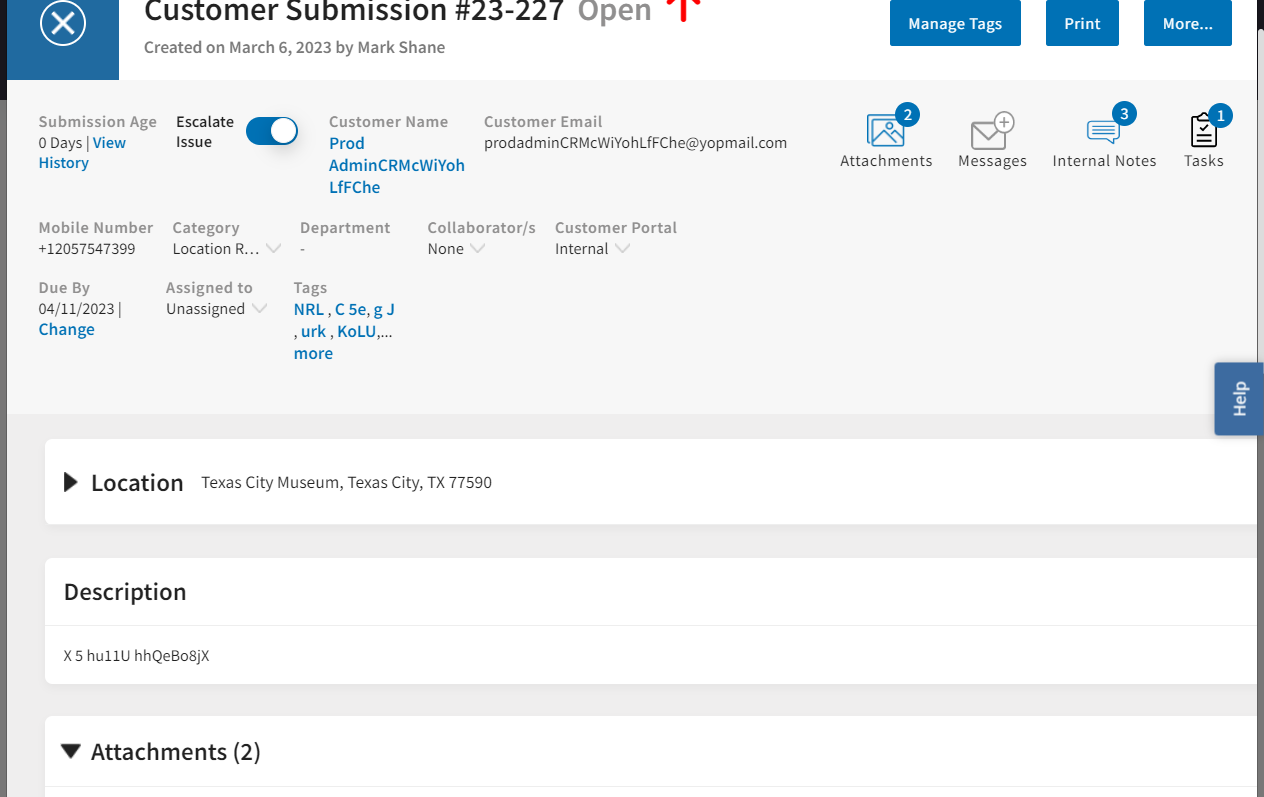 Customer Submission #23-227 Open
Created on March 6, 2023 by Mark Shane
Manage Tags
Print
More...
Submission Age
0 Days | View
History
Escalate
Issue
Customer Name
Prod
AdminCRMcWiYoh
LfFChe
Customer Email
prodadminCRMcWiYohLfFChe@yopmail.com
2
Attachments
Messages
3
Internal Notes
1
Tasks
Mobile Number
+12057547399
Category
Location R...
Department
-
Collaborator/s
None
Customer Portal
Internal
Due By
04/11/2023 |
Change
Assigned to
Unassigned
Tags
NRL , C 5e, g J
, urk , KoLU,...
more
Help
Location Texas City Museum, Texas City, TX 77590
Description
X 5 hu11U hhQeBo8jX
Attachments (2)